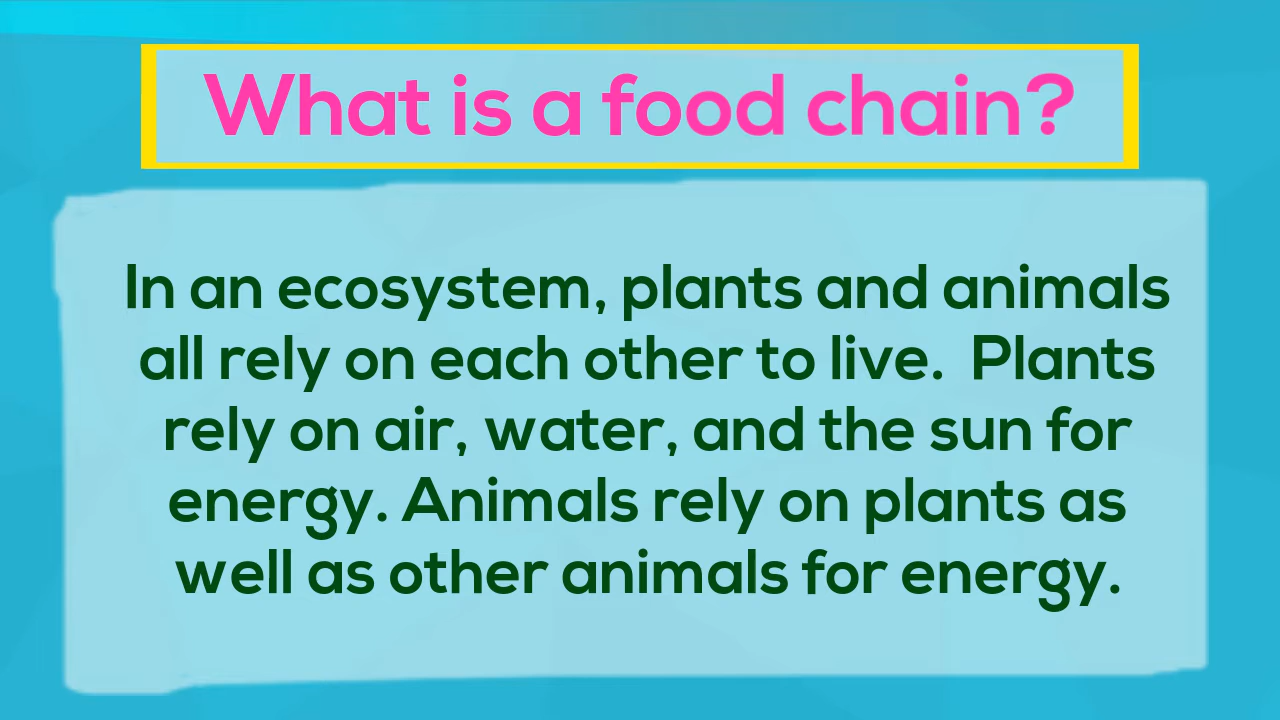 What is a food chain?
In an ecosystem, plants and animals
all rely on each other to live.  Plants
rely on air, water, and the sun for
energy. Animals rely on plants as
well as other animals for energy.